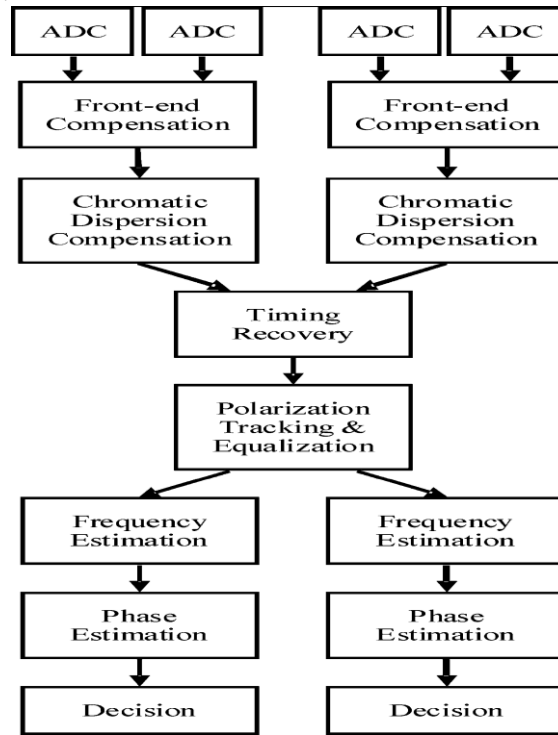 ADC
ADC
ADC
ADC
Front-end
Compensation
Front-end
Compensation
Chromatic
Dispersion
Compensation
Chromatic
Dispersion
Compensation
Timing
Recovery
Polarization
Tracking &
Equalization
Frequency
Estimation
Frequency
Estimation
Phase
Estimation
Phase
Estimation
Decision
Decision